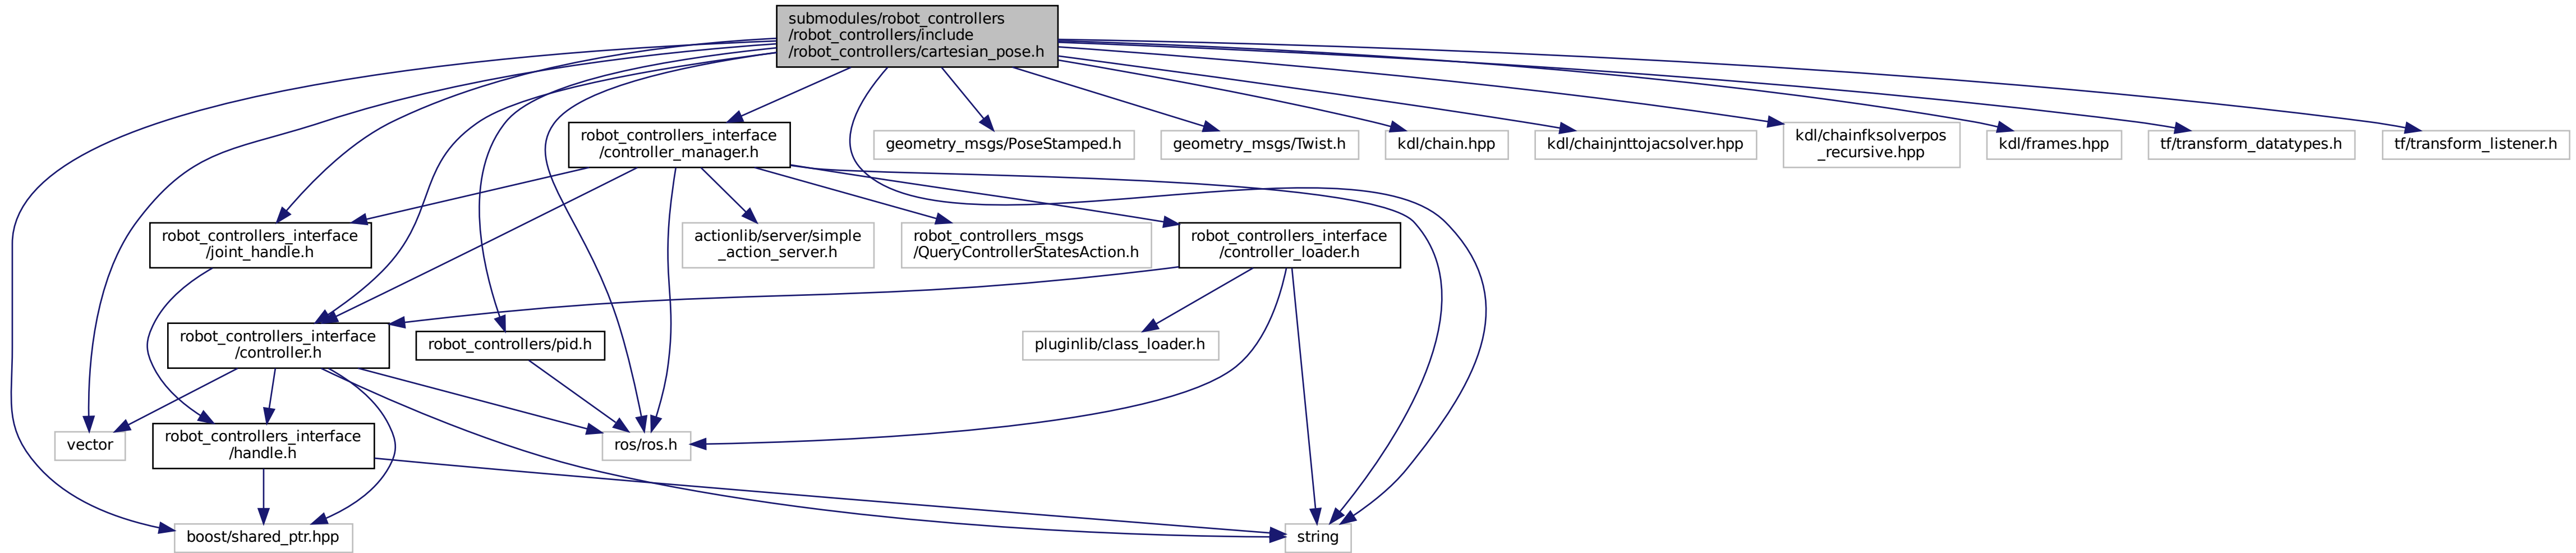 submodules/robot_controllers
/robot_controllers/include
/robot_controllers/cartesian_pose.h
robot_controllers_interface
/controller_manager.h
geometry_msgs/PoseStamped.h
geometry_msgs/Twist.h
kdl/chain.hpp
kdl/chainjnttojacsolver.hpp
kdl/chainfksolverpos
_recursive.hpp
kdl/frames.hpp
tf/transform_datatypes.h
tf/transform_listener.h
robot_controllers_interface
/joint_handle.h
actionlib/server/simple
_action_server.h
robot_controllers_msgs
/QueryControllerStatesAction.h
robot_controllers_interface
/controller_loader.h
robot_controllers_interface
/controller.h
robot_controllers/pid.h
pluginlib/class_loader.h
vector
robot_controllers_interface
/handle.h
ros/ros.h
boost/shared_ptr.hpp
string